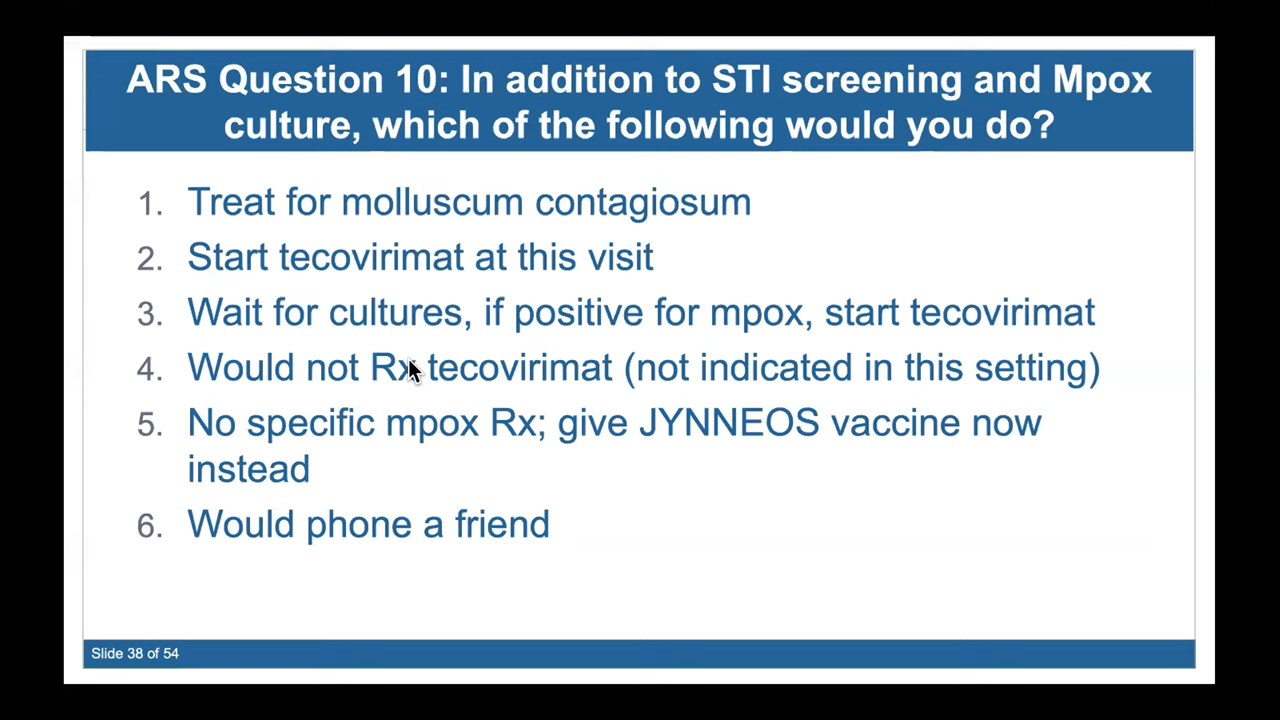 ARS Question 10: In addition to STI screening and Mpox
culture, which of the following would you do?
1. Treat for molluscum contagiosum
2. Start tecovirimat at this visit
3. Wait for cultures, if positive for mpox, start tecovirimat
4. Would not Rx tecovirimat (not indicated in this setting)
5. No specific mpox Rx; give JYNNEOS vaccine now
instead
6. Would phone a friend
Slide 38 of 54